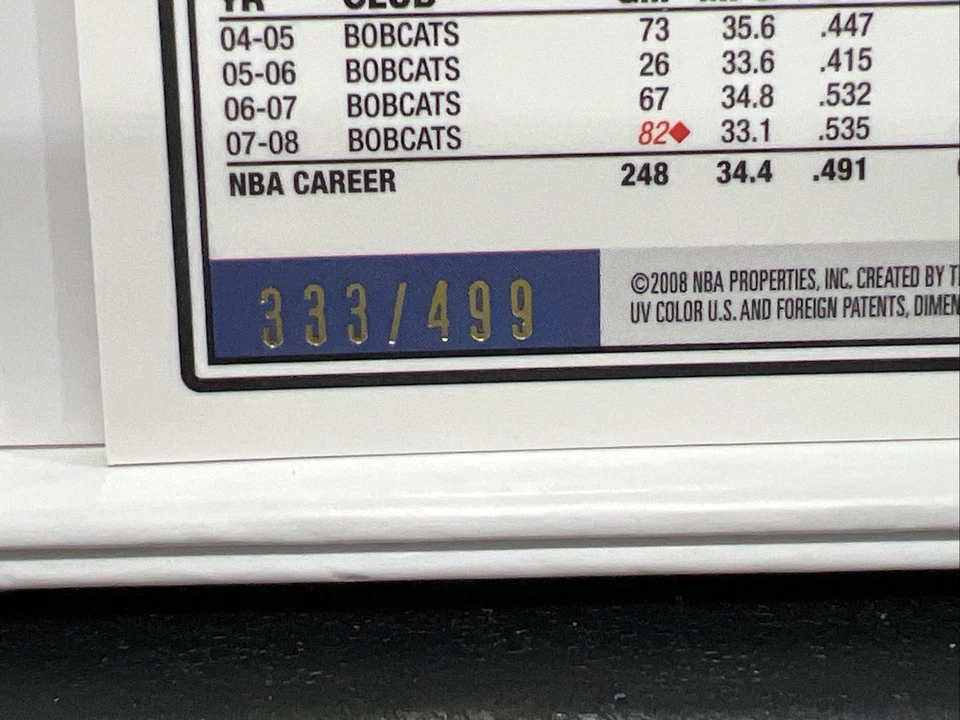 YR CLUB
04-05 BOBCATS 73 35.6 .447
05-06 BOBCATS 26 33.6 .415
06-07 BOBCATS 67 34.8 .532
07-08 BOBCATS 82◆ 33.1 .535
NBA CAREER 248 34.4 .491
333/499
©2008 NBA PROPERTIES, INC. CREATED BY
UV COLOR U.S. AND FOREIGN PATENTS,